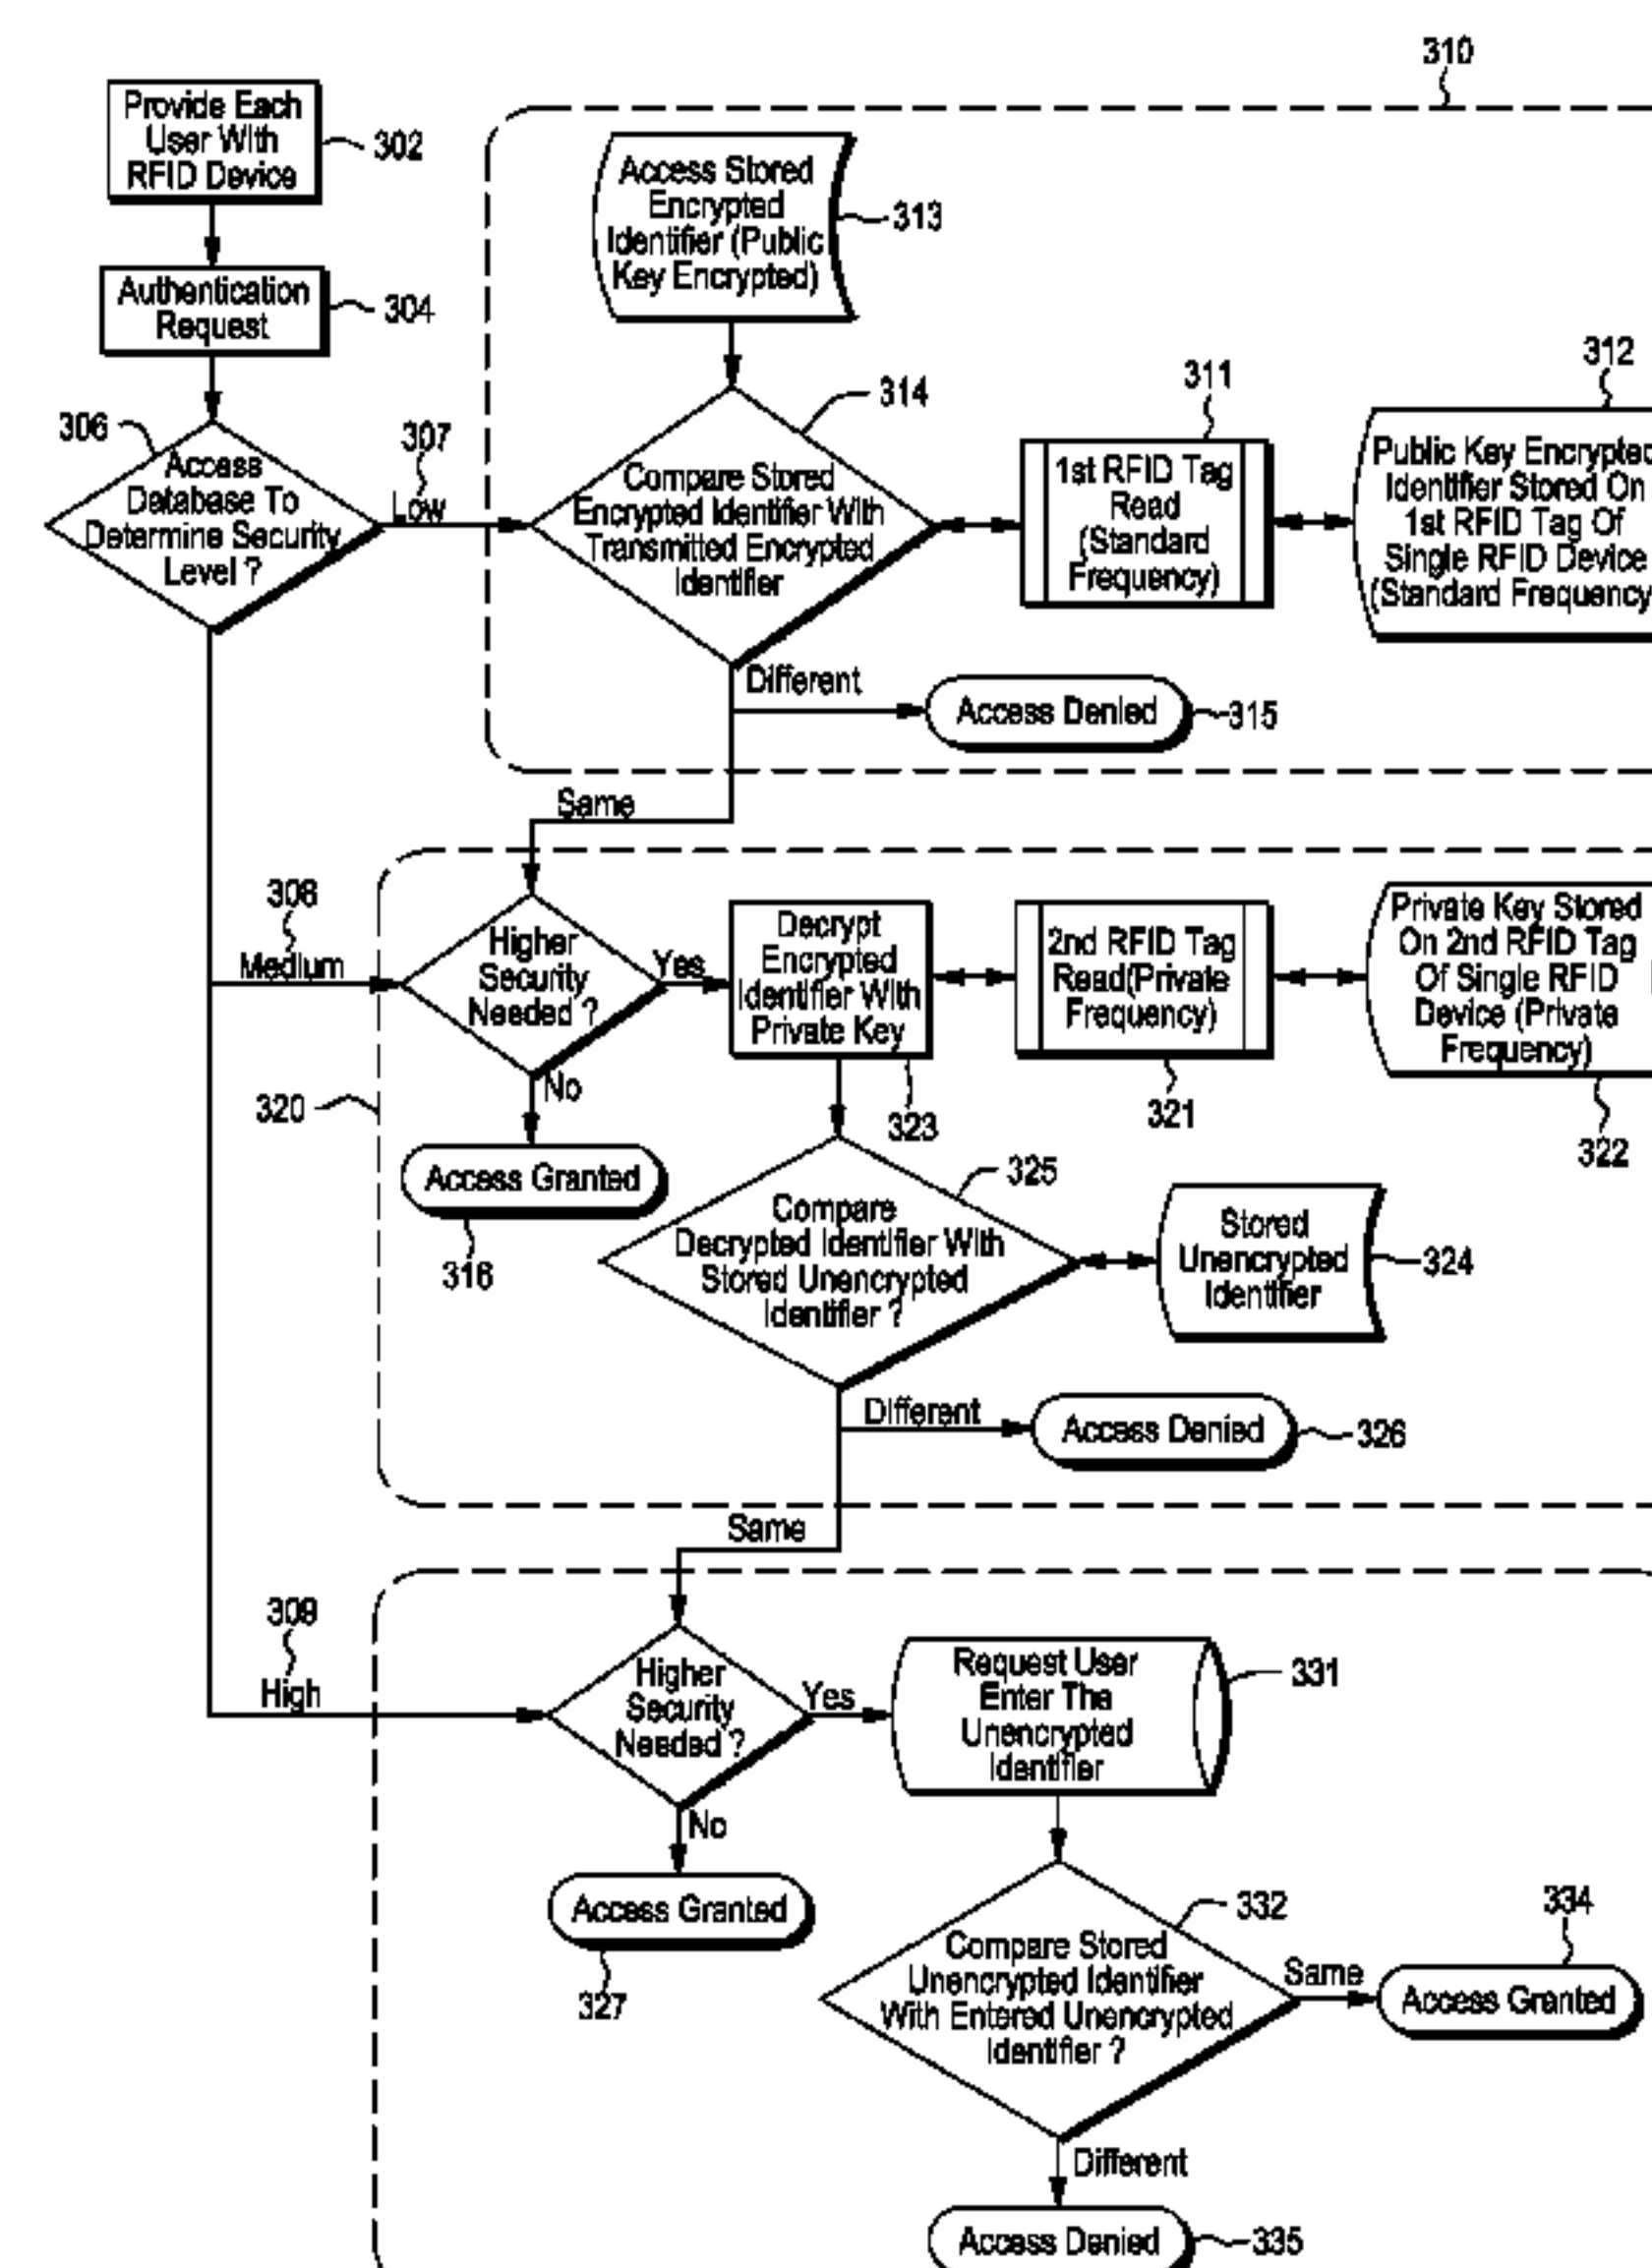 310
Provide Each
User With
RFID Device
302
Access Stored
Encrypted
Identifier (Public
Key Encrypted)
313
Authentication
Request
304
306
Access
Database To
Determine Security
Level ?
307
Low
314
Compare Stored
Encrypted Identifier With
Transmitted Encrypted
Identifier
311
1st RFID Tag
Read
(Standard
Frequency)
312
Public Key Encrypted
Identifier Stored On
1st RFID Tag Of
Single RFID Device
(Standard Frequency
Different
Access Denied
315
Same
308
Medium
Higher
Security
Needed ?
Yes
Decrypt
Encrypted
Identifier With
Private Key
323
2nd RFID Tag
Read(Private
Frequency)
321
Private Key Stored
On 2nd RFID Tag
Of Single RFID
Device (Private
Frequency)
322
No
320
Access Granted
316
325
Compare
Decrypted Identifier With
Stored Unencrypted
Identifier ?
Stored
Unencrypted
Identifier
324
Different
Access Denied
326
Same
309
High
Higher
Security
Needed ?
Yes
Request User
Enter The
Unencrypted
Identifier
331
No
Access Granted
327
332
Compare Stored
Unencrypted Identifier
With Entered Unencrypted
Identifier ?
Same
334
Access Granted
Different
Access Denied
335